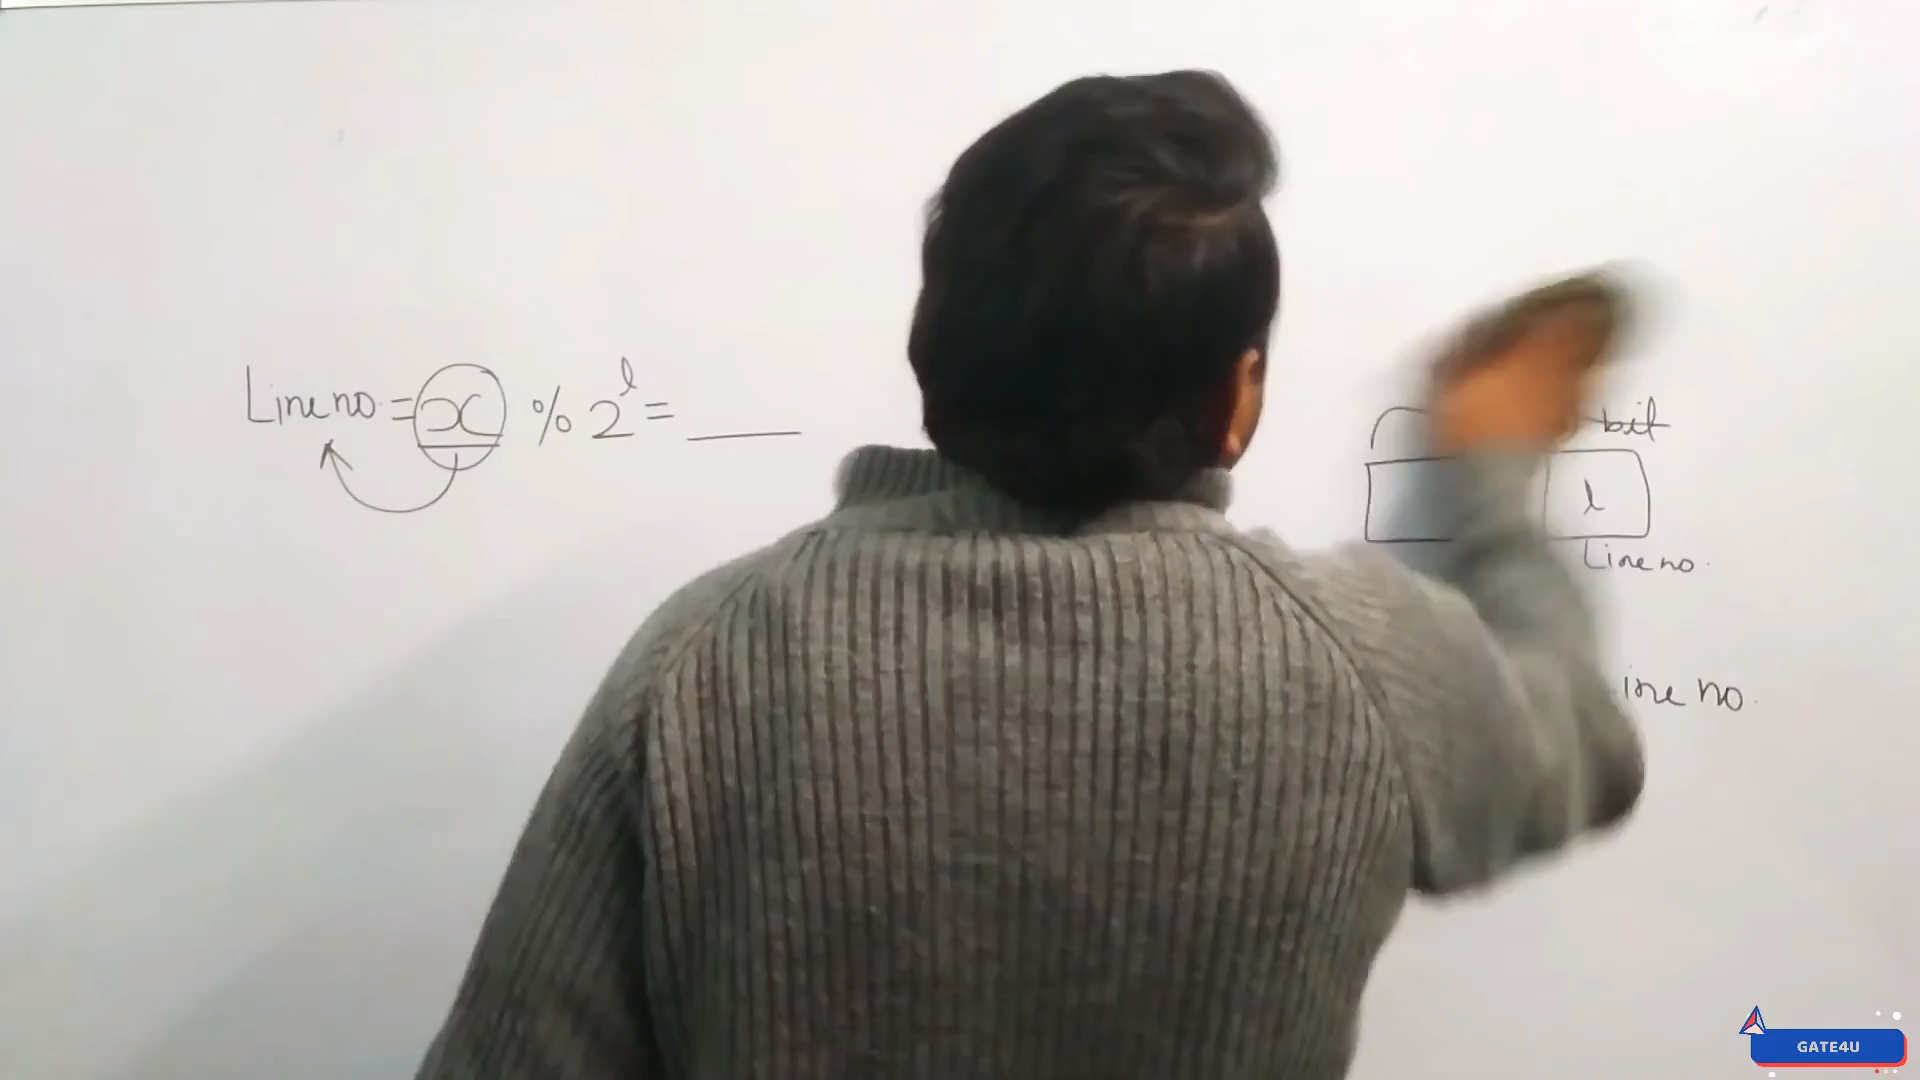 Line no. = x % 2^l = ____
bit
l
Line no.
ine no.
GATE4U